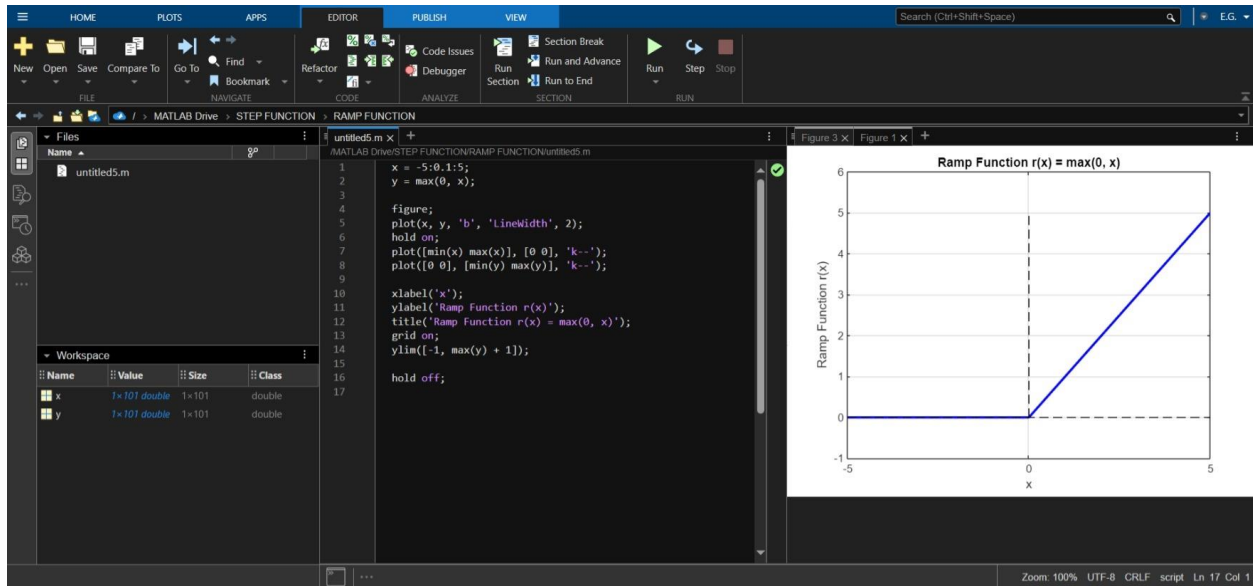 HOME PLOTS APPS EDITOR PUBLISH VIEW Search (Ctrl+Shift+Space) E.G.
New Open Save Compare To Go To Find Bookmark Refactor Code Issues Debugger Run Section Section Break Run and Advance Run to End Run Step Stop
FILE NAVIGATE CODE ANALYZE SECTION RUN
/ > MATLAB Drive > STEP FUNCTION > RAMP FUNCTION
Files
Name
untitled5.m
Workspace
Name Value Size Class
x 1×101 double 1×101 double
y 1×101 double 1×101 double
untitled5.m × +
/MATLAB Drive/STEP FUNCTION/RAMP FUNCTION/untitled5.m
1 x = -5:0.1:5;
2 y = max(0, x);
3
4 figure;
5 plot(x, y, 'b', 'LineWidth', 2);
6 hold on;
7 plot([min(x) max(x)], [0 0], 'k--');
8 plot([0 0], [min(y) max(y)], 'k--');
9
10 xlabel('x');
11 ylabel('Ramp Function r(x)');
12 title('Ramp Function r(x) = max(0, x)');
13 grid on;
14 ylim([-1, max(y) + 1]);
15
16 hold off;
17
Figure 3 × Figure 1 × +
Ramp Function r(x) = max(0, x)
Ramp Function r(x)
6
5
4
3
2
1
0
-1
-5 0 5
x
Zoom: 100% UTF-8 CRLF script Ln 17 Col 1